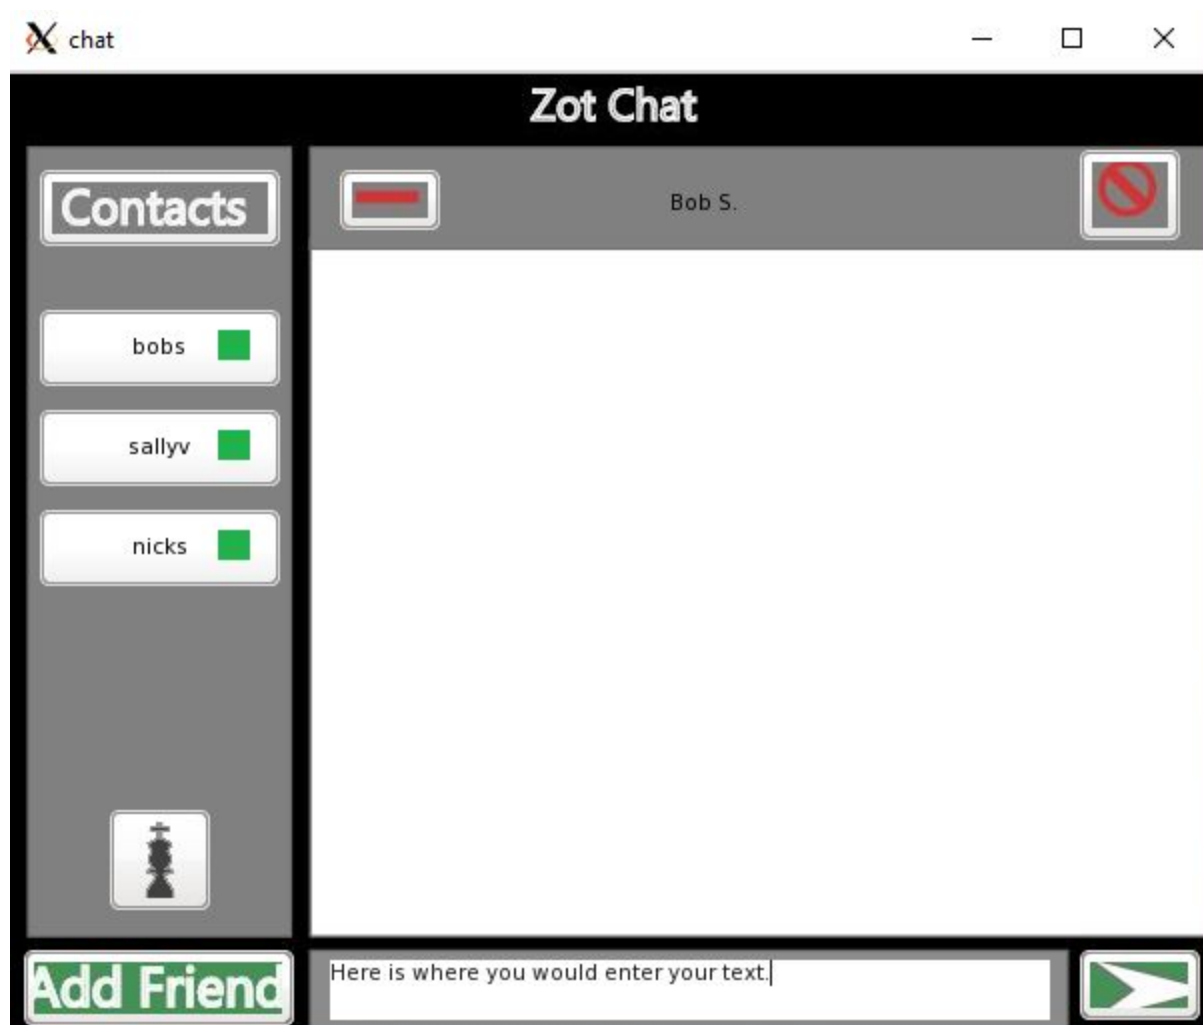 chat
Zot Chat
Contacts
Bob S.
bobs
sallyv
nicks
Add Friend
Here is where you would enter your text.